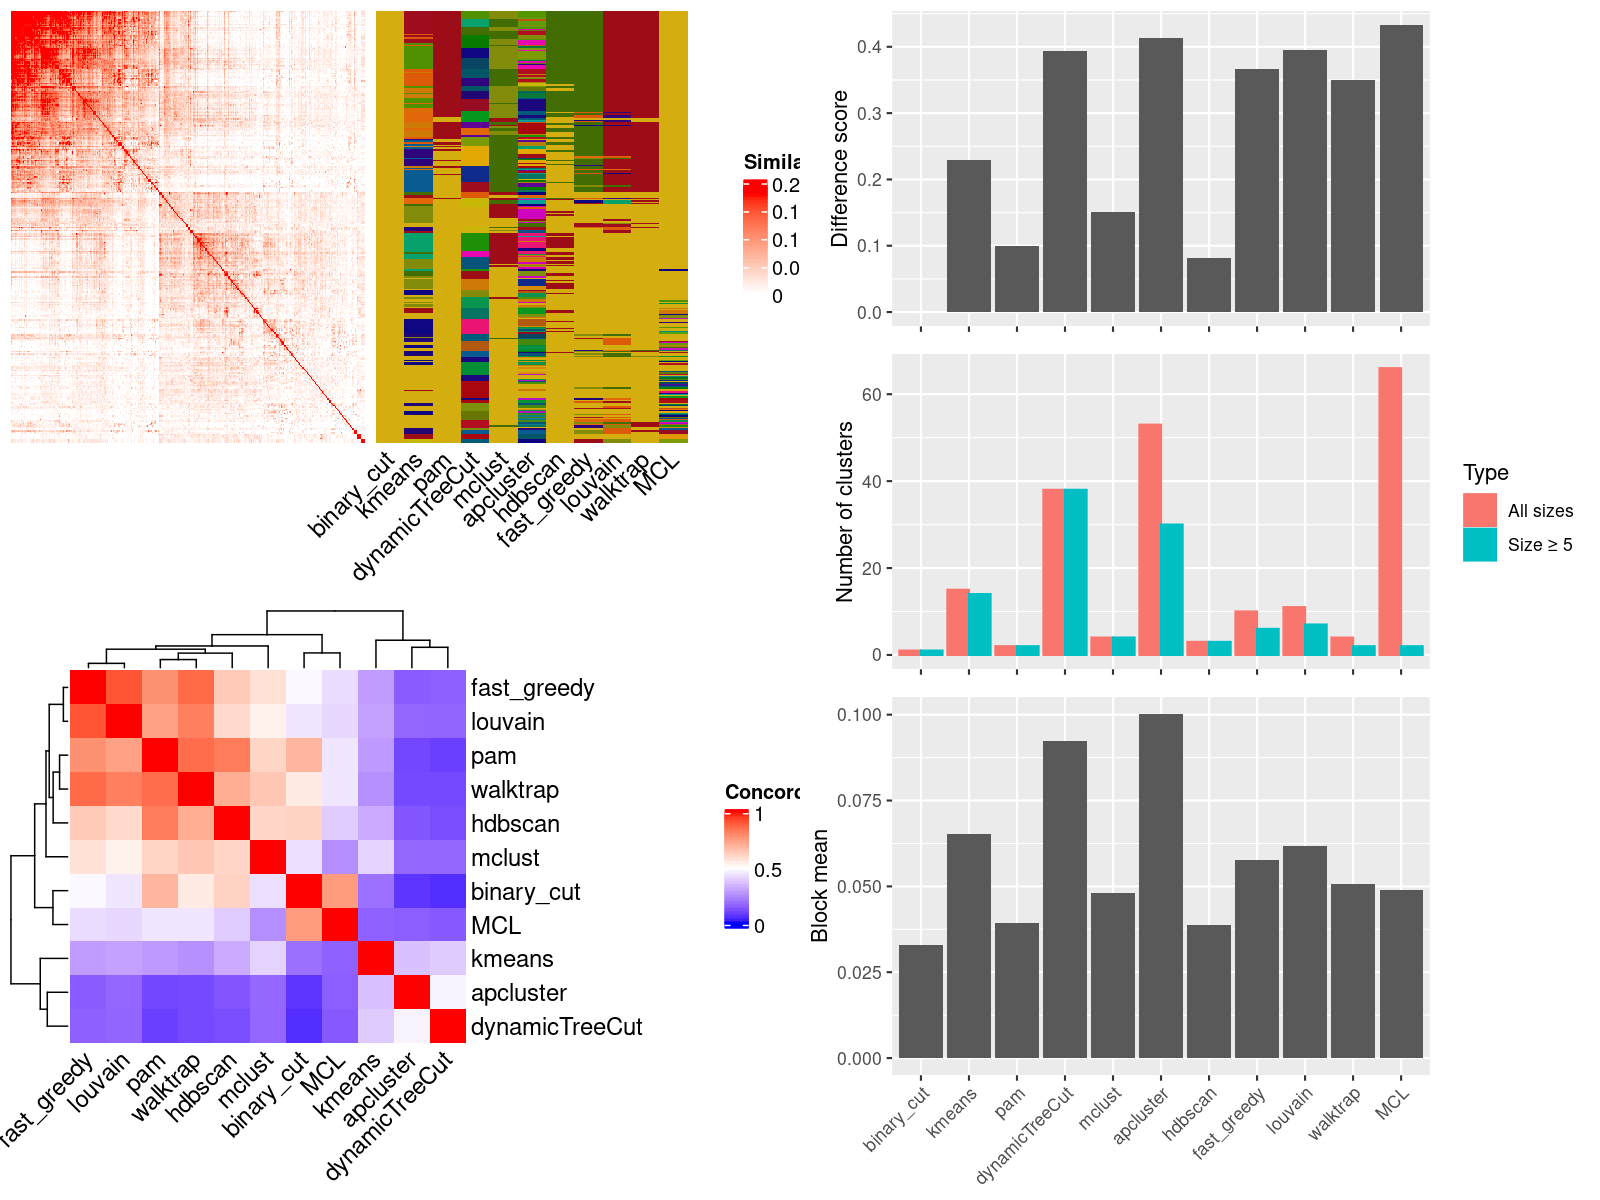 Simila
0.2
0.1
0.1
0.0
0
binary_cut
kmeans
pam
dynamicTreeCut
mclust
apcluster
hdbscan
fast_greedy
louvain
walktrap
MCL
fast_greedy
louvain
pam
walktrap
hdbscan
mclust
binary_cut
MCL
kmeans
apcluster
dynamicTreeCut
fast_greedy
louvain
pam
walktrap
hdbscan
mclust
binary_cut
MCL
kmeans
apcluster
dynamicTreeCut
Concord
1
0.5
0
Difference score
0.4
0.3
0.2
0.1
0.0
Number of clusters
60
40
20
0
Type
All sizes
Size ≥ 5
Block mean
0.100
0.075
0.050
0.025
0.000
binary_cut
kmeans
pam
dynamicTreeCut
mclust
apcluster
hdbscan
fast_greedy
louvain
walktrap
MCL